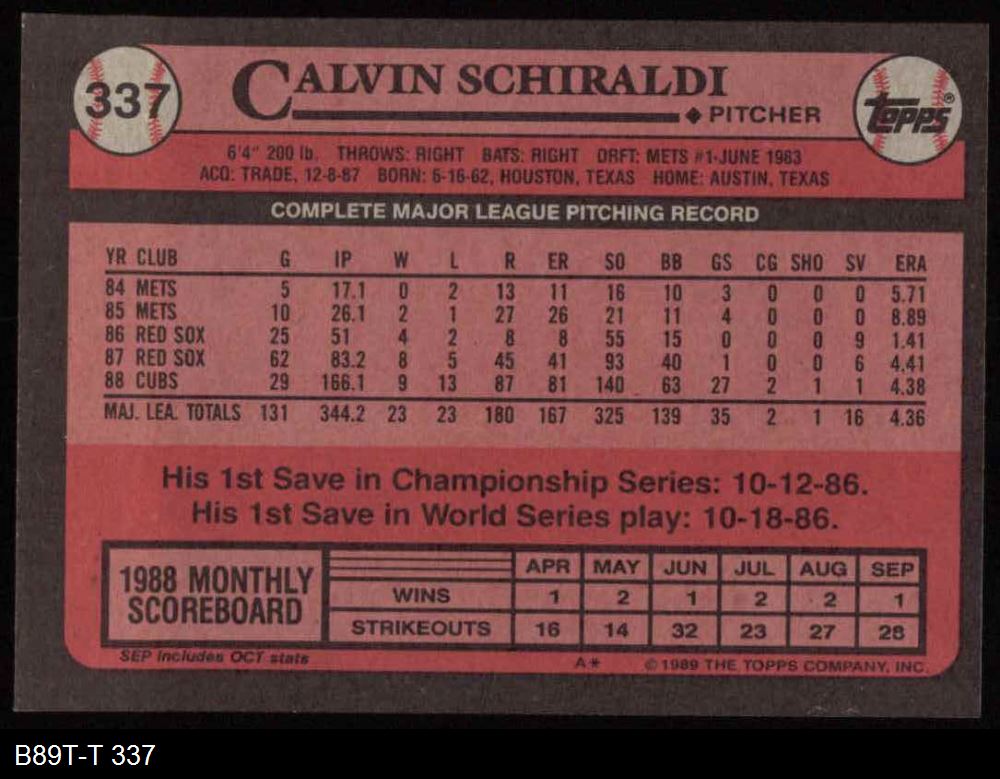 337
CALVIN SCHIRALDI
PITCHER
topps®
6'4" 200 lb. THROWS: RIGHT BATS: RIGHT DRFT: METS #1-JUNE 1983
ACQ: TRADE, 12-8-87 BORN: 6-16-62, HOUSTON, TEXAS HOME: AUSTIN, TEXAS
COMPLETE MAJOR LEAGUE PITCHING RECORD
YR CLUB G IP W L R ER SO BB GS CG SHO SV ERA
84 METS 5 17.1 0 2 13 11 16 10 3 0 0 0 5.71
85 METS 10 26.1 2 1 27 26 21 11 4 0 0 0 8.89
86 RED SOX 25 51 4 2 8 8 55 15 0 0 0 9 1.41
87 RED SOX 62 83.2 8 5 45 41 93 40 1 0 0 6 4.41
88 CUBS 29 166.1 9 13 87 81 140 63 27 2 1 1 4.38
MAJ. LEA. TOTALS 131 344.2 23 23 180 167 325 139 35 2 1 16 4.36
His 1st Save in Championship Series: 10-12-86.
His 1st Save in World Series play: 10-18-86.
1988 MONTHLY
SCOREBOARD
APR MAY JUN JUL AUG SEP
WINS 1 2 1 2 2 1
STRIKEOUTS 16 14 32 23 27 28
SEP includes OCT stats
A* © 1989 THE TOPPS COMPANY, INC.
B89T-T 337